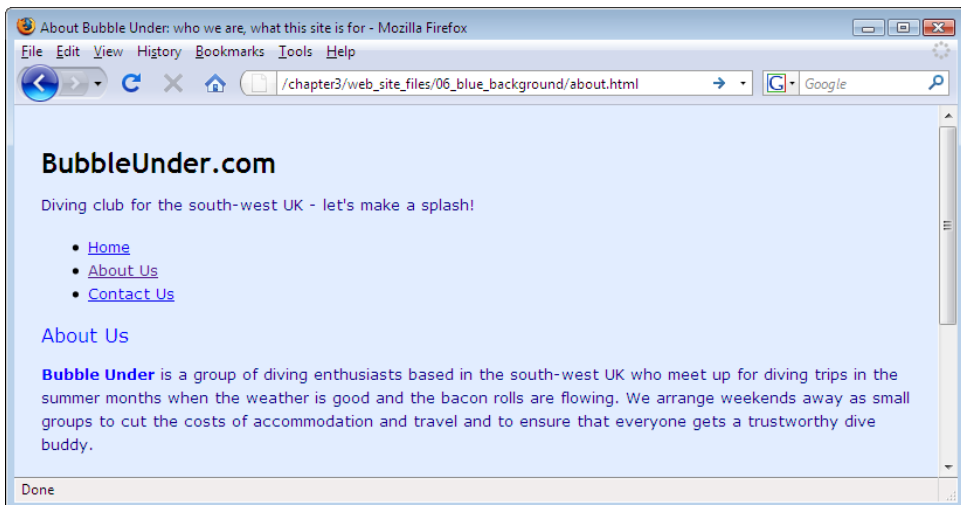 About Bubble Under: who we are, what this site is for - Mozilla Firefox
File Edit View History Bookmarks Tools Help
/chapter3/web_site_files/06_blue_background/about.html G Google
BubbleUnder.com
Diving club for the south-west UK - let's make a splash!
• Home
• About Us
• Contact Us
About Us
Bubble Under is a group of diving enthusiasts based in the south-west UK who meet up for diving trips in the
summer months when the weather is good and the bacon rolls are flowing. We arrange weekends away as small
groups to cut the costs of accommodation and travel and to ensure that everyone gets a trustworthy dive
buddy.
Done